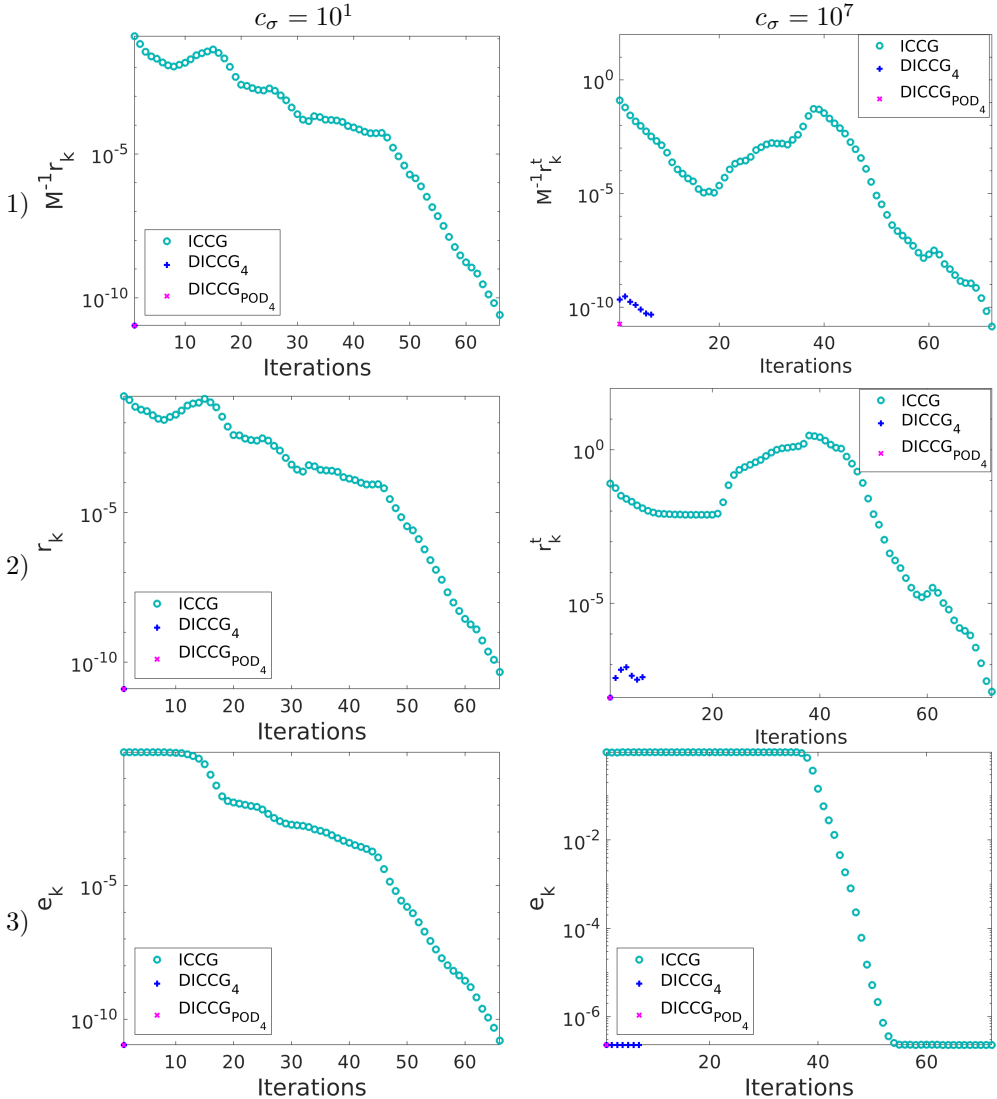 c_σ = 10^1
c_σ = 10^7
1)
M^-1 r_k
10^-5
10^-10
ICCG
DICCG_4
DICCG_POD_4
10 20 30 40 50 60
Iterations
M^-1 r_k^t
10^0
10^-5
10^-10
ICCG
DICCG_4
DICCG_POD_4
20 40 60
Iterations
2)
r_k
10^-5
10^-10
ICCG
DICCG_4
DICCG_POD_4
10 20 30 40 50 60
Iterations
r_k^t
10^0
10^-5
ICCG
DICCG_4
DICCG_POD_4
20 40 60
Iterations
3)
e_k
10^-5
10^-10
ICCG
DICCG_4
DICCG_POD_4
10 20 30 40 50 60
Iterations
e_k
10^-2
10^-4
10^-6
ICCG
DICCG_4
DICCG_POD_4
20 40 60
Iterations